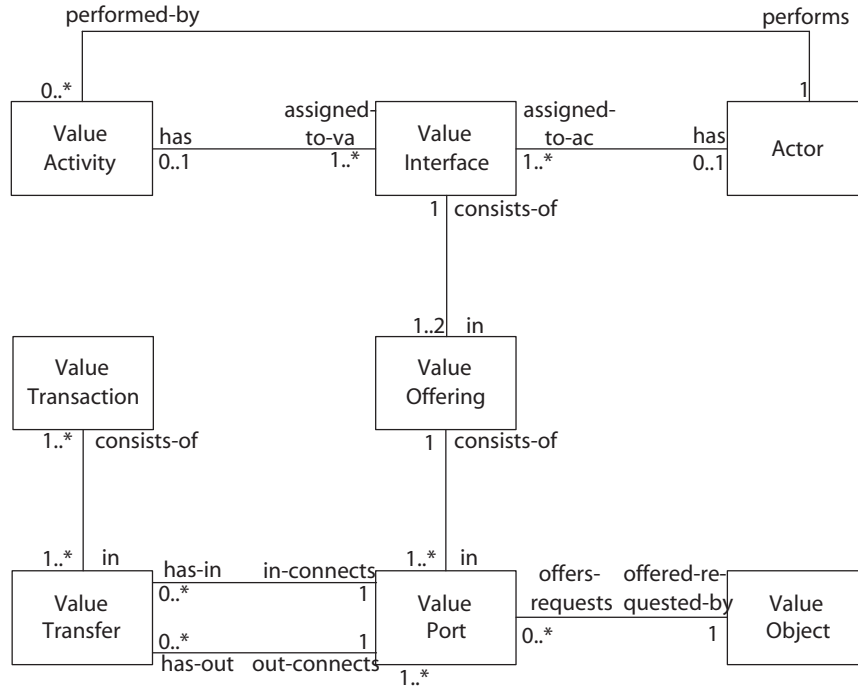 performed-by
performs
0..*
1
Value
Activity
has
0..1
assigned-
to-va
1..*
Value
Interface
assigned-
to-ac
1..*
has
0..1
Actor
1
consists-of
1..2
in
Value
Transaction
Value
Offering
1..*
consists-of
1
consists-of
1..*
in
1..*
in
Value
Transfer
has-in
0..*
in-connects
1
0..*
has-out
1
out-connects
Value
Port
1..*
offers-
requests
0..*
offered-re-
quested-by
1
Value
Object